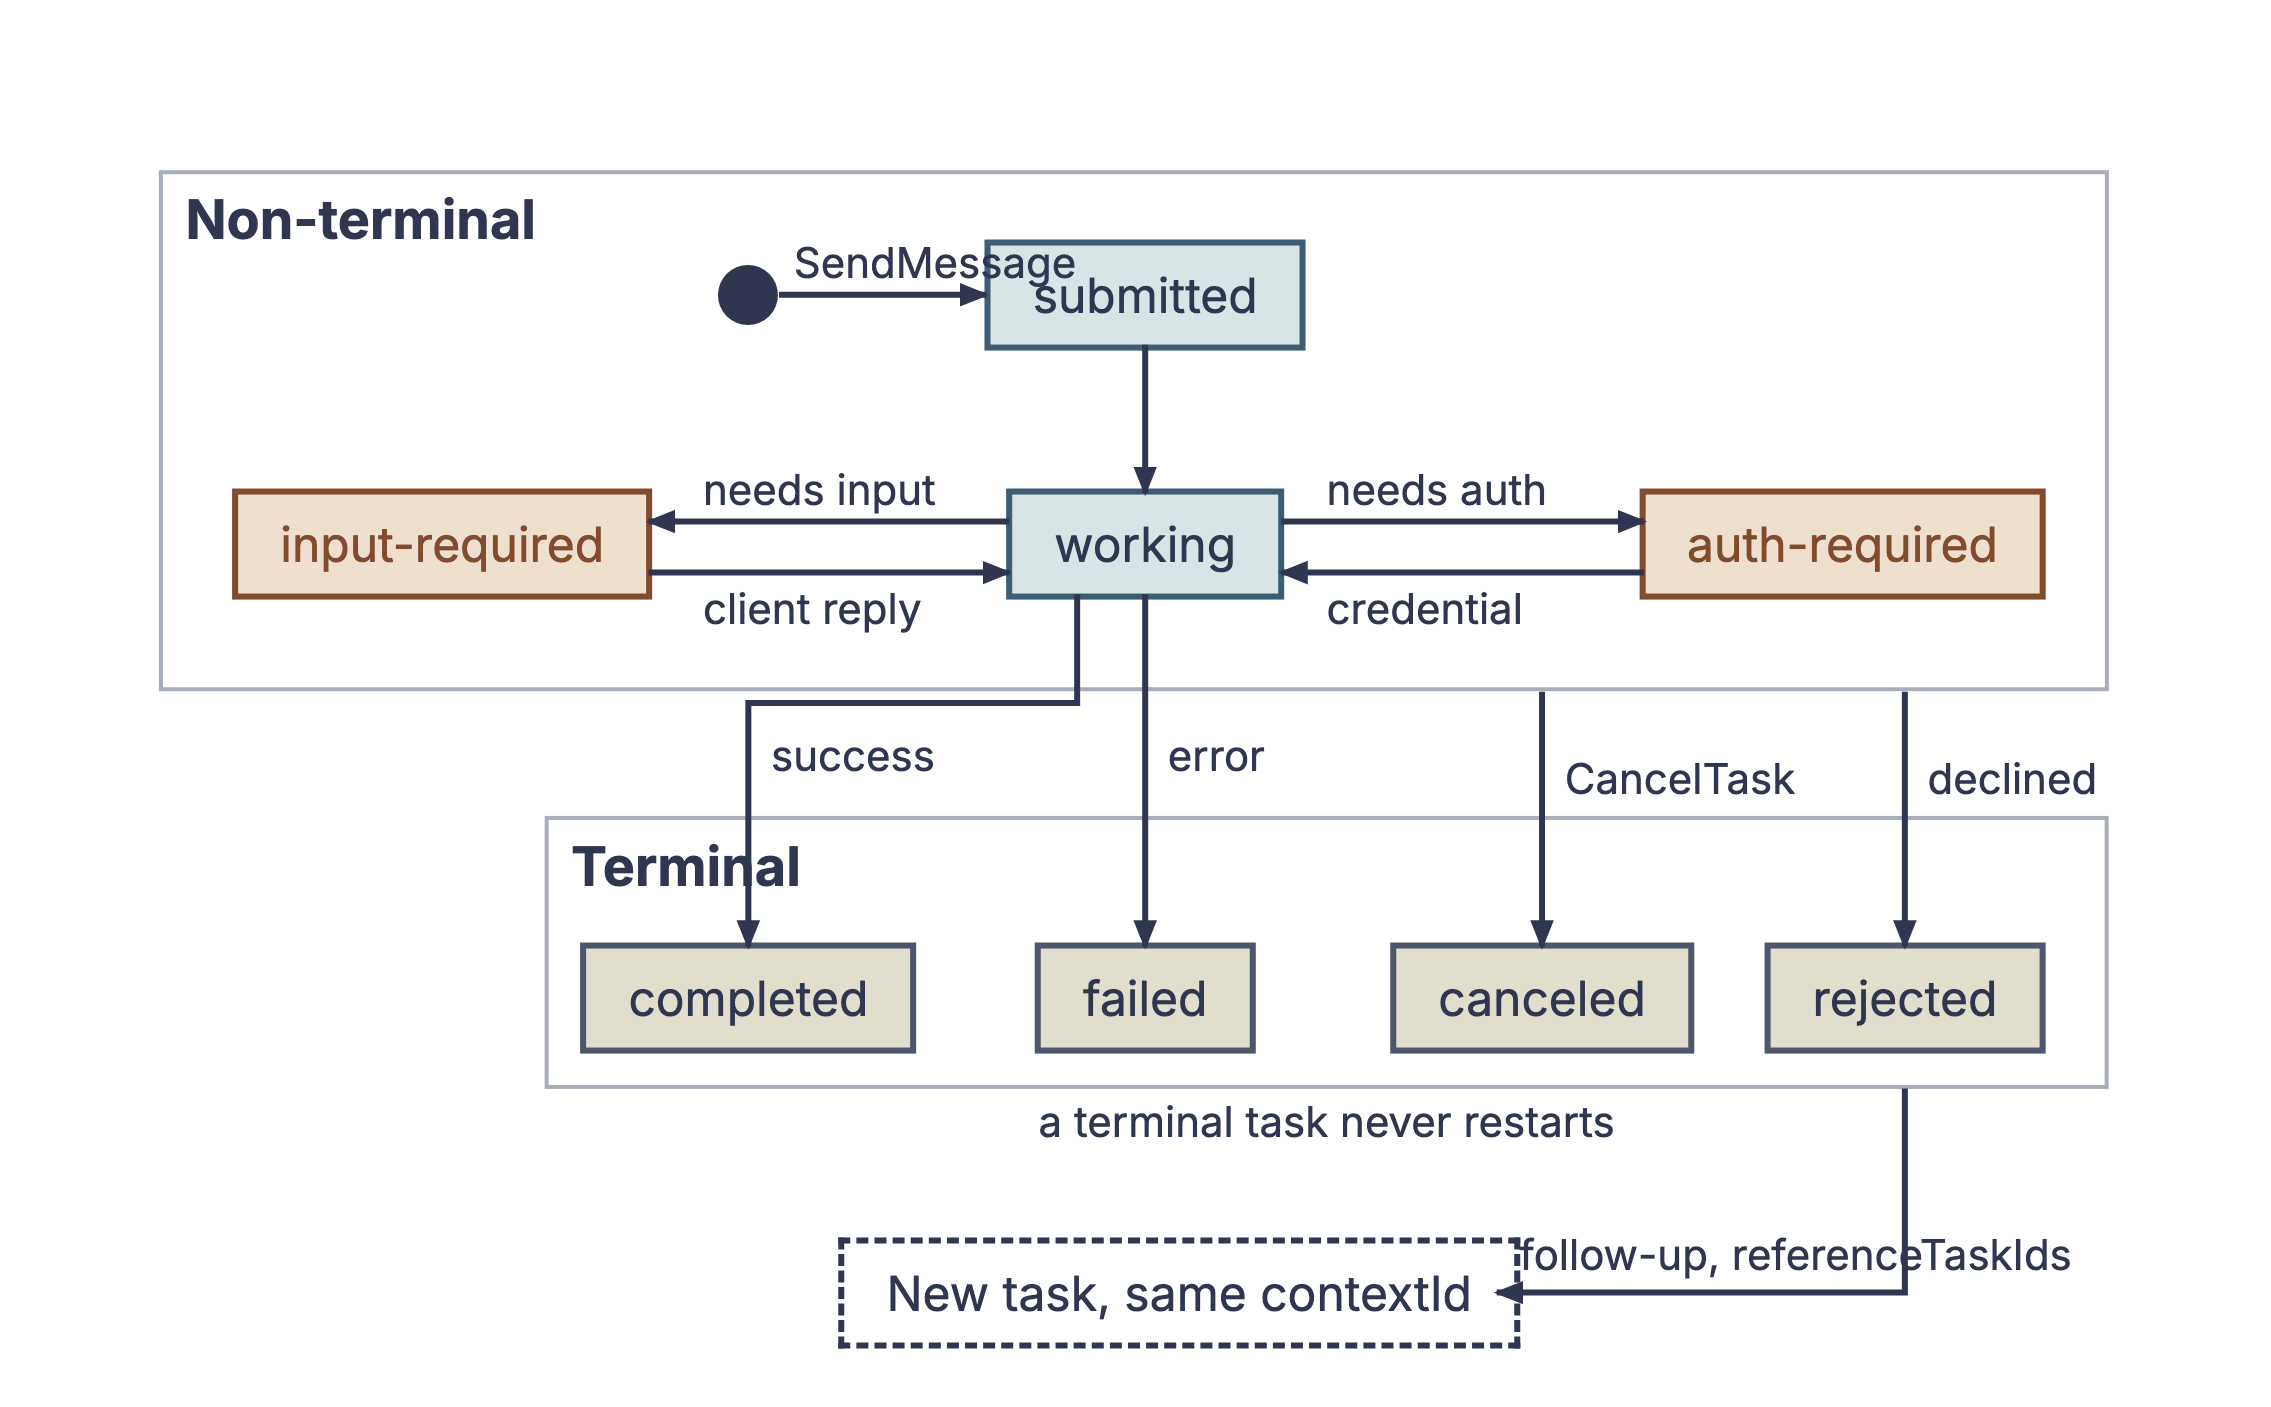 Non-terminal
SendMessage
submitted
needs input
needs auth
input-required
working
auth-required
client reply
credential
success
error
CancelTask
declined
Terminal
completed
failed
canceled
rejected
a terminal task never restarts
follow-up, referenceTaskIds
New task, same contextId